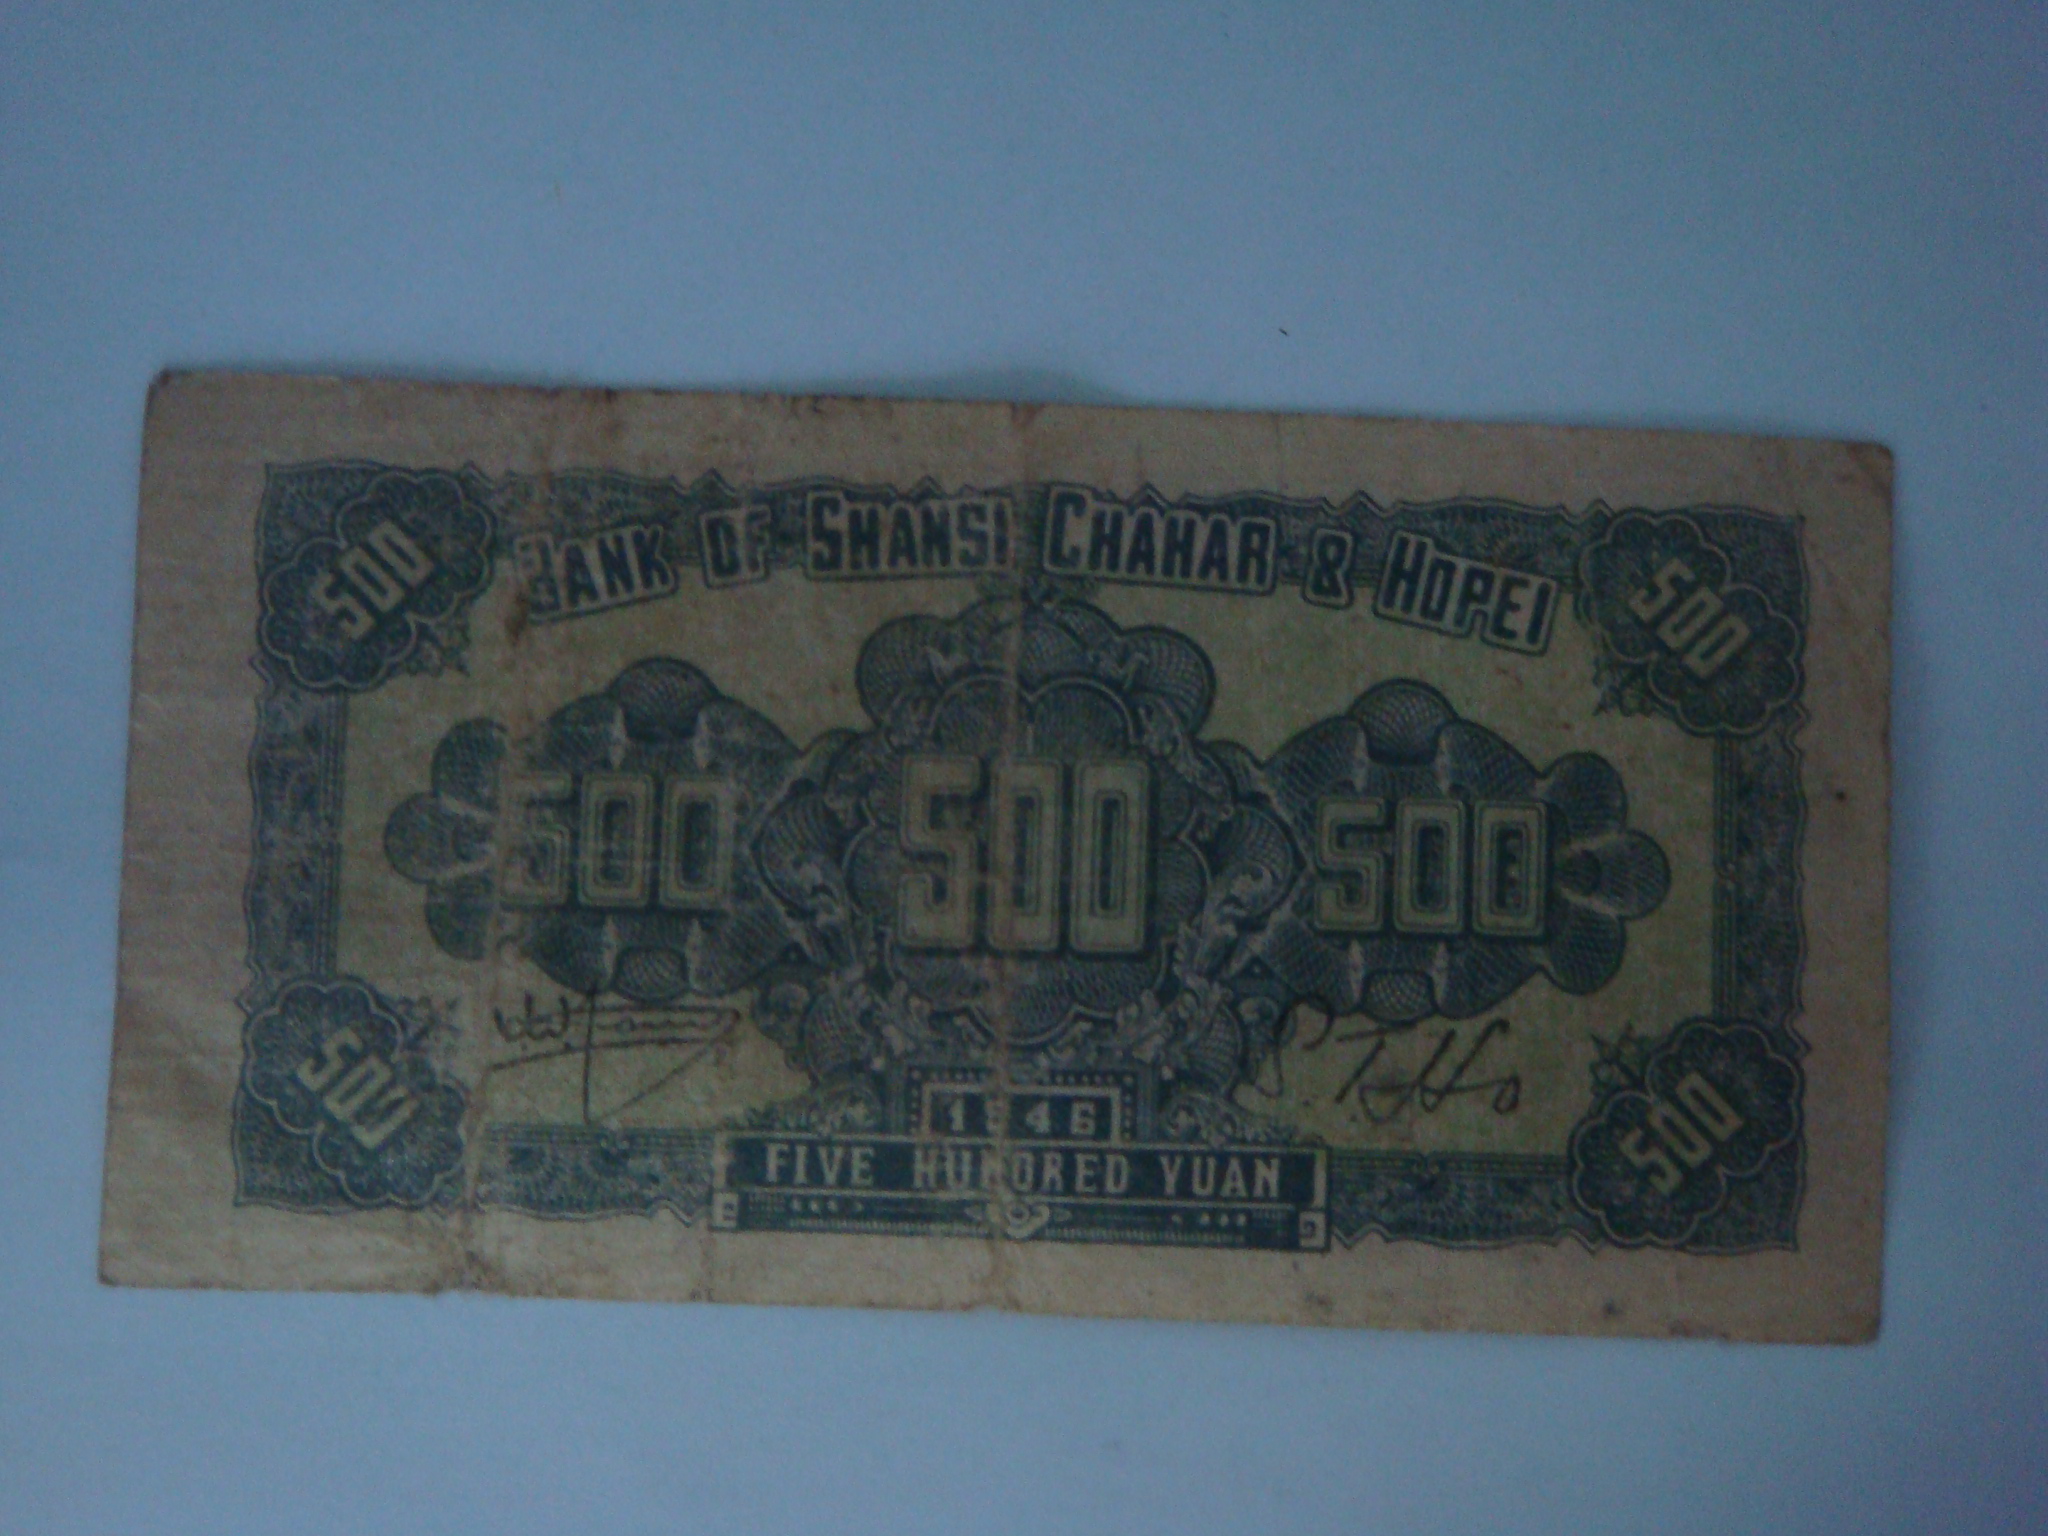 BANK OF SHANSI CHAHAR & HOPEI
500 500
500 500 500
500 500
1946
FIVE HUNDRED YUAN